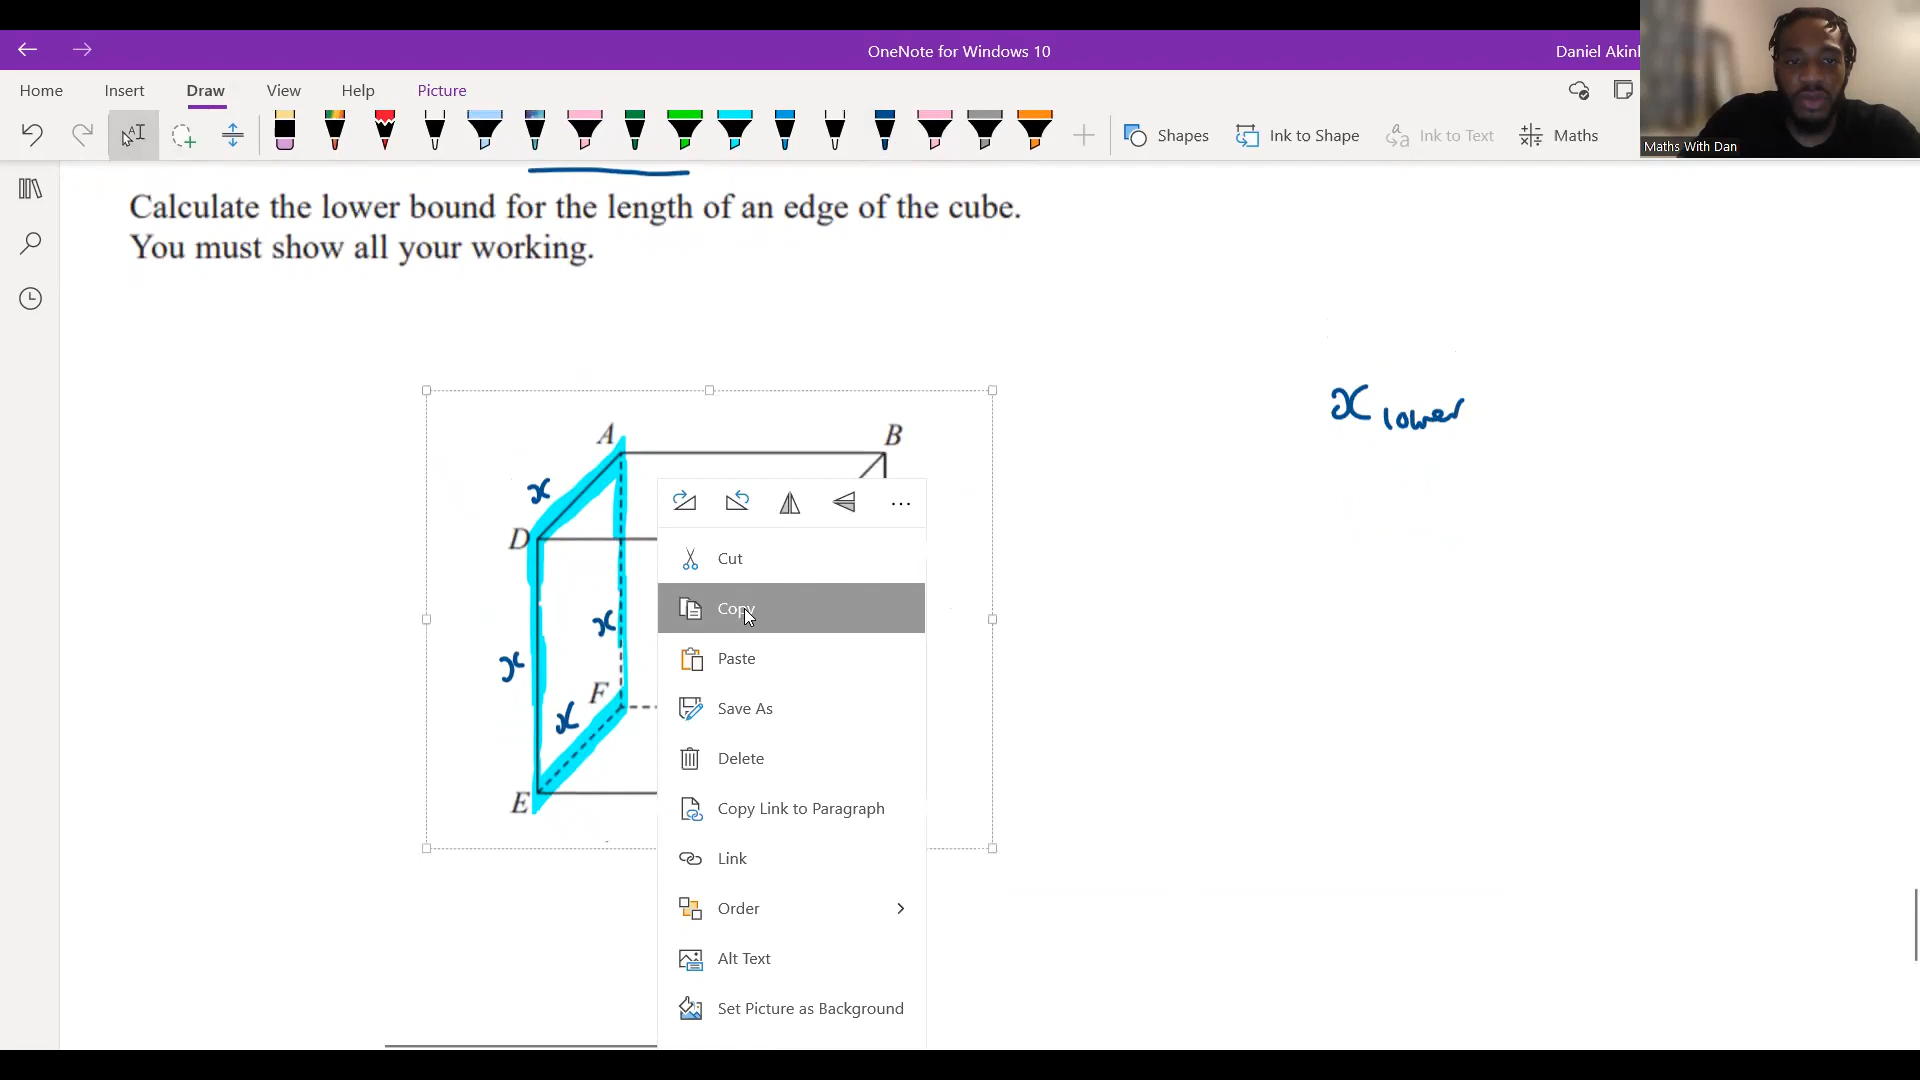 OneNote for Windows 10
Daniel Akinl
Home Insert Draw View Help Picture
Shapes Ink to Shape Ink to Text Maths
Maths With Dan
Calculate the lower bound for the length of an edge of the cube.
You must show all your working.
x lower
A B
x
D
x
x
F
x
E
Cut
Copy
Paste
Save As
Delete
Copy Link to Paragraph
Link
Order
Alt Text
Set Picture as Background